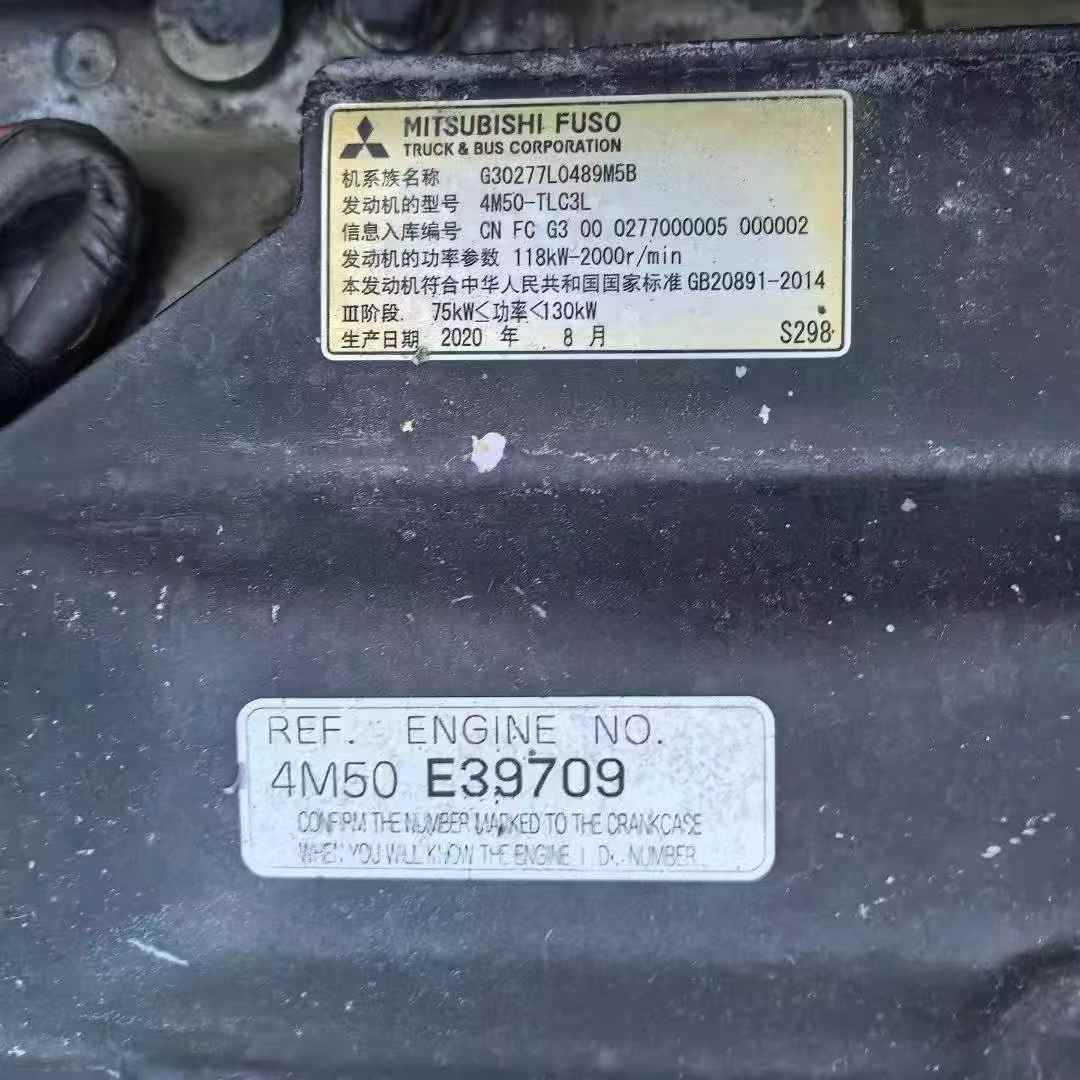 MITSUBISHI FUSO
TRUCK & BUS CORPORATION
机系族名称 G30277L0489M5B
发动机的型号 4M50-TLC3L
信息入库编号 CN FC G3 00 0277000005 000002
发动机的功率参数 118kW-2000r/min
本发动机符合中华人民共和国国家标准 GB20891-2014
III阶段. 75kW≤功率<130kW
生产日期 2020 年 8 月 S298
REF. ENGINE NO.
4M50 E39709
CONFIRM THE NUMBER MARKED TO THE CRANKCASE
WHEN YOU WILL KNOW THE ENGINE I. D. NUMBER